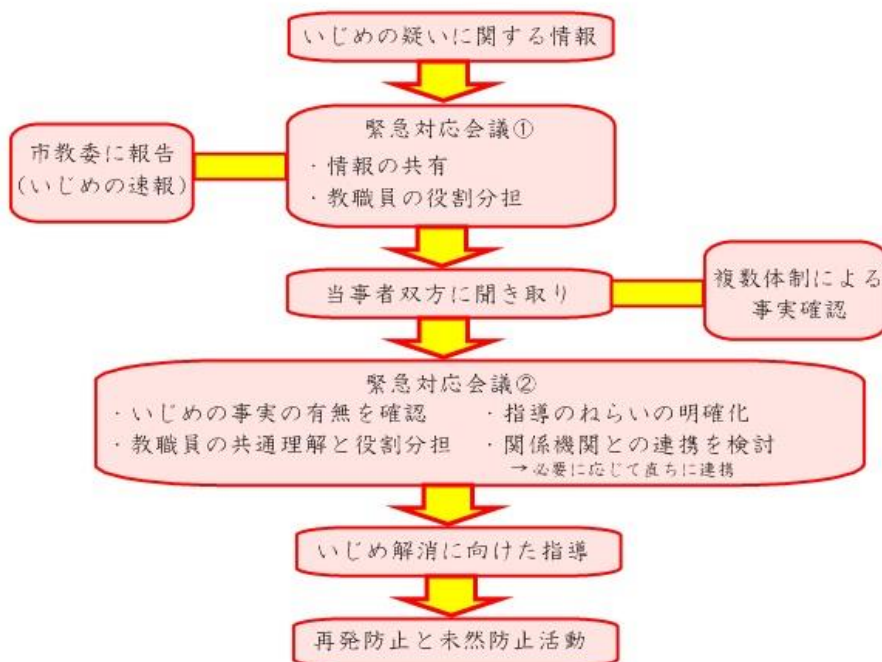 いじめの疑いに関する情報
緊急対応会議①
・情報の共有
・教職員の役割分担
市教委に報告
(いじめの速報)
当事者双方に聞き取り
複数体制による
事実確認
緊急対応会議②
・いじめの事実の有無を確認
・教職員の共通理解と役割分担
・指導のねらいの明確化
・関係機関との連携を検討
→必要に応じて直ちに連携
いじめ解消に向けた指導
再発防止と未然防止活動